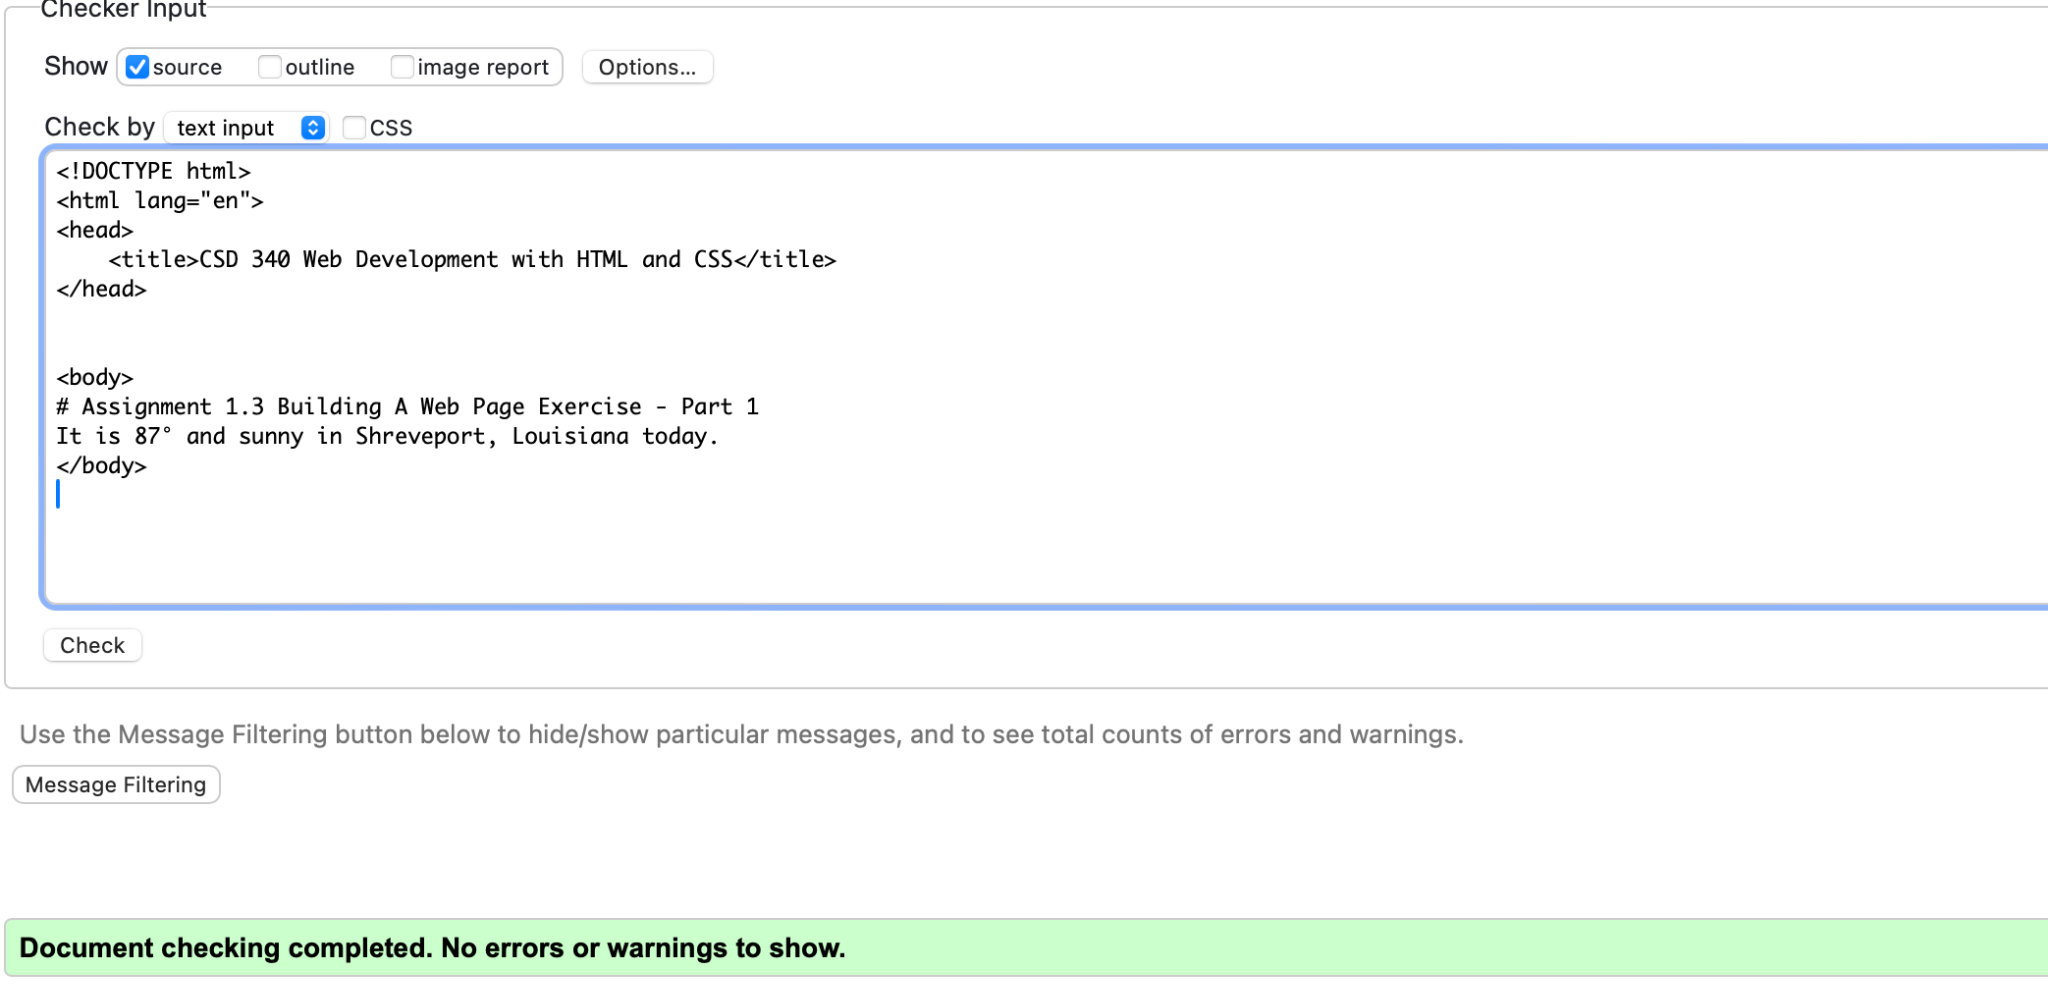 Checker Input
Show source outline image report Options...
Check by text input CSS
<!DOCTYPE html>
<html lang="en">
<head>
    <title>CSD 340 Web Development with HTML and CSS</title>
</head>
<body>
# Assignment 1.3 Building A Web Page Exercise - Part 1
It is 87° and sunny in Shreveport, Louisiana today.
</body>
Check
Use the Message Filtering button below to hide/show particular messages, and to see total counts of errors and warnings.
Message Filtering
Document checking completed. No errors or warnings to show.